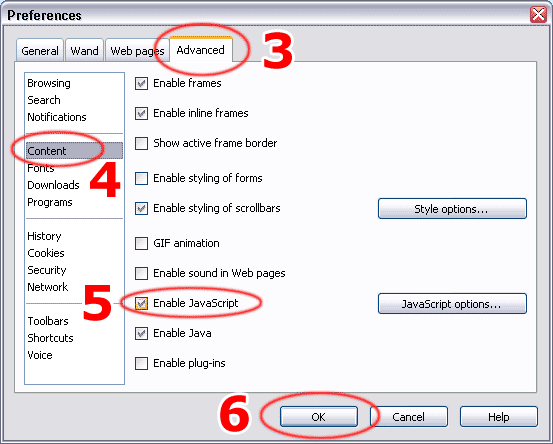 Preferences
General Wand Web pages Advanced 3
Browsing
Search
Notifications
Content
4
Fonts
Downloads
Programs
History
Cookies
Security
Network
Toolbars
Shortcuts
Voice
Enable frames
Enable inline frames
Show active frame border
Enable styling of forms
Enable styling of scrollbars Style options...
GIF animation
Enable sound in Web pages
5 Enable JavaScript JavaScript options...
Enable Java
Enable plug-ins
6 OK Cancel Help